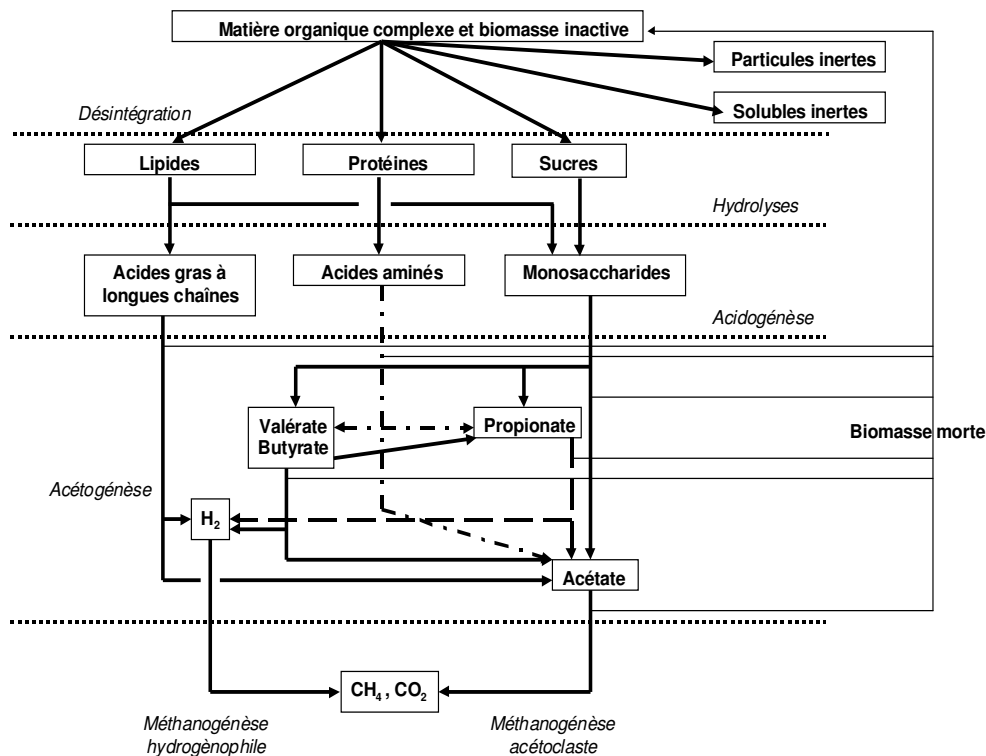 Matière organique complexe et biomasse inactive
Particules inertes
Solubles inertes
Désintégration
Lipides
Protéines
Sucres
Hydrolyses
Acides gras à
longues chaînes
Acides aminés
Monosaccharides
Acidogénèse
Valérate
Butyrate
Propionate
Biomasse morte
Acétogénèse
H₂
Acétate
CH₄ , CO₂
Méthanogénèse
hydrogènophile
Méthanogénèse
acétoclaste